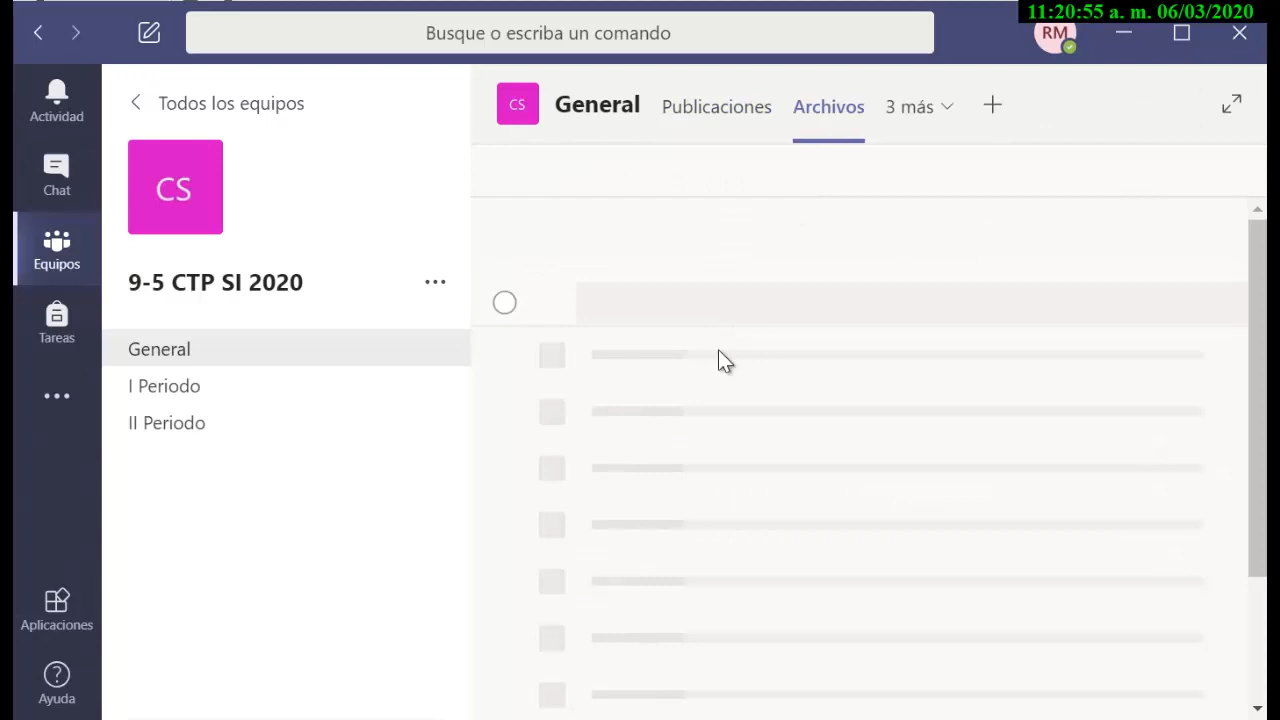 11:20:55 a. m. 06/03/2020
Busque o escriba un comando
RM
Actividad
Chat
Equipos
Tareas
Aplicaciones
Ayuda
Todos los equipos
CS
9-5 CTP SI 2020
General
I Periodo
II Periodo
CS
General
Publicaciones
Archivos
3 más